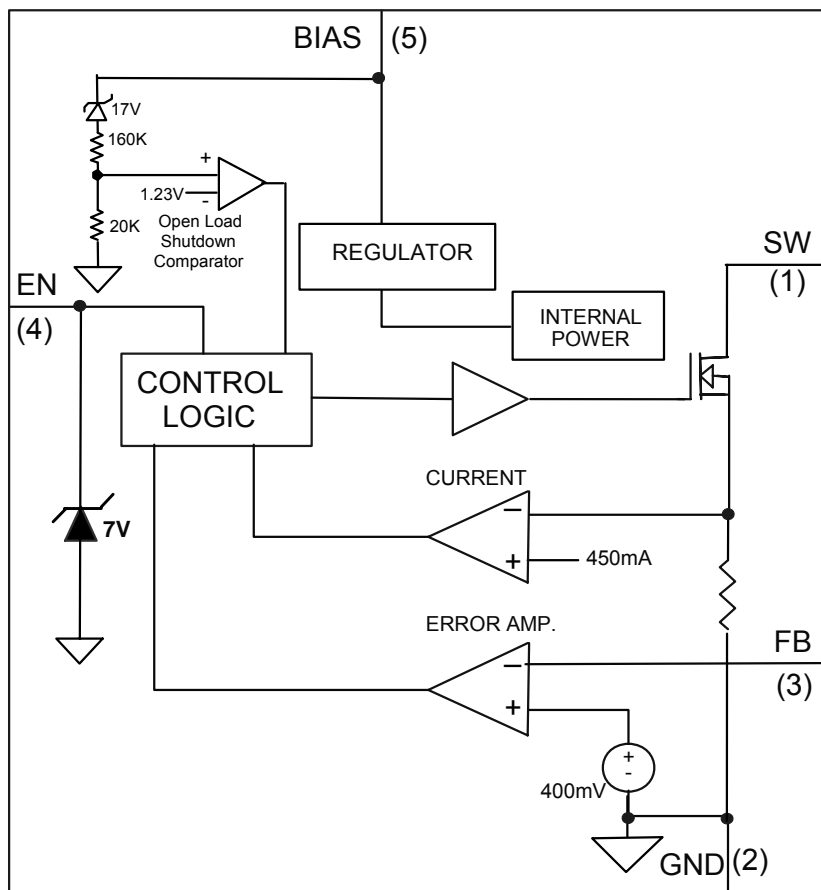 BIAS (5)
17V
160K
+
1.23V
-
20K
Open Load
Shutdown
Comparator
REGULATOR
SW
(1)
EN
(4)
INTERNAL
POWER
CONTROL
LOGIC
CURRENT
−
+
450mA
7V
ERROR AMP.
−
+
FB
(3)
+
-
400mV
GND (2)